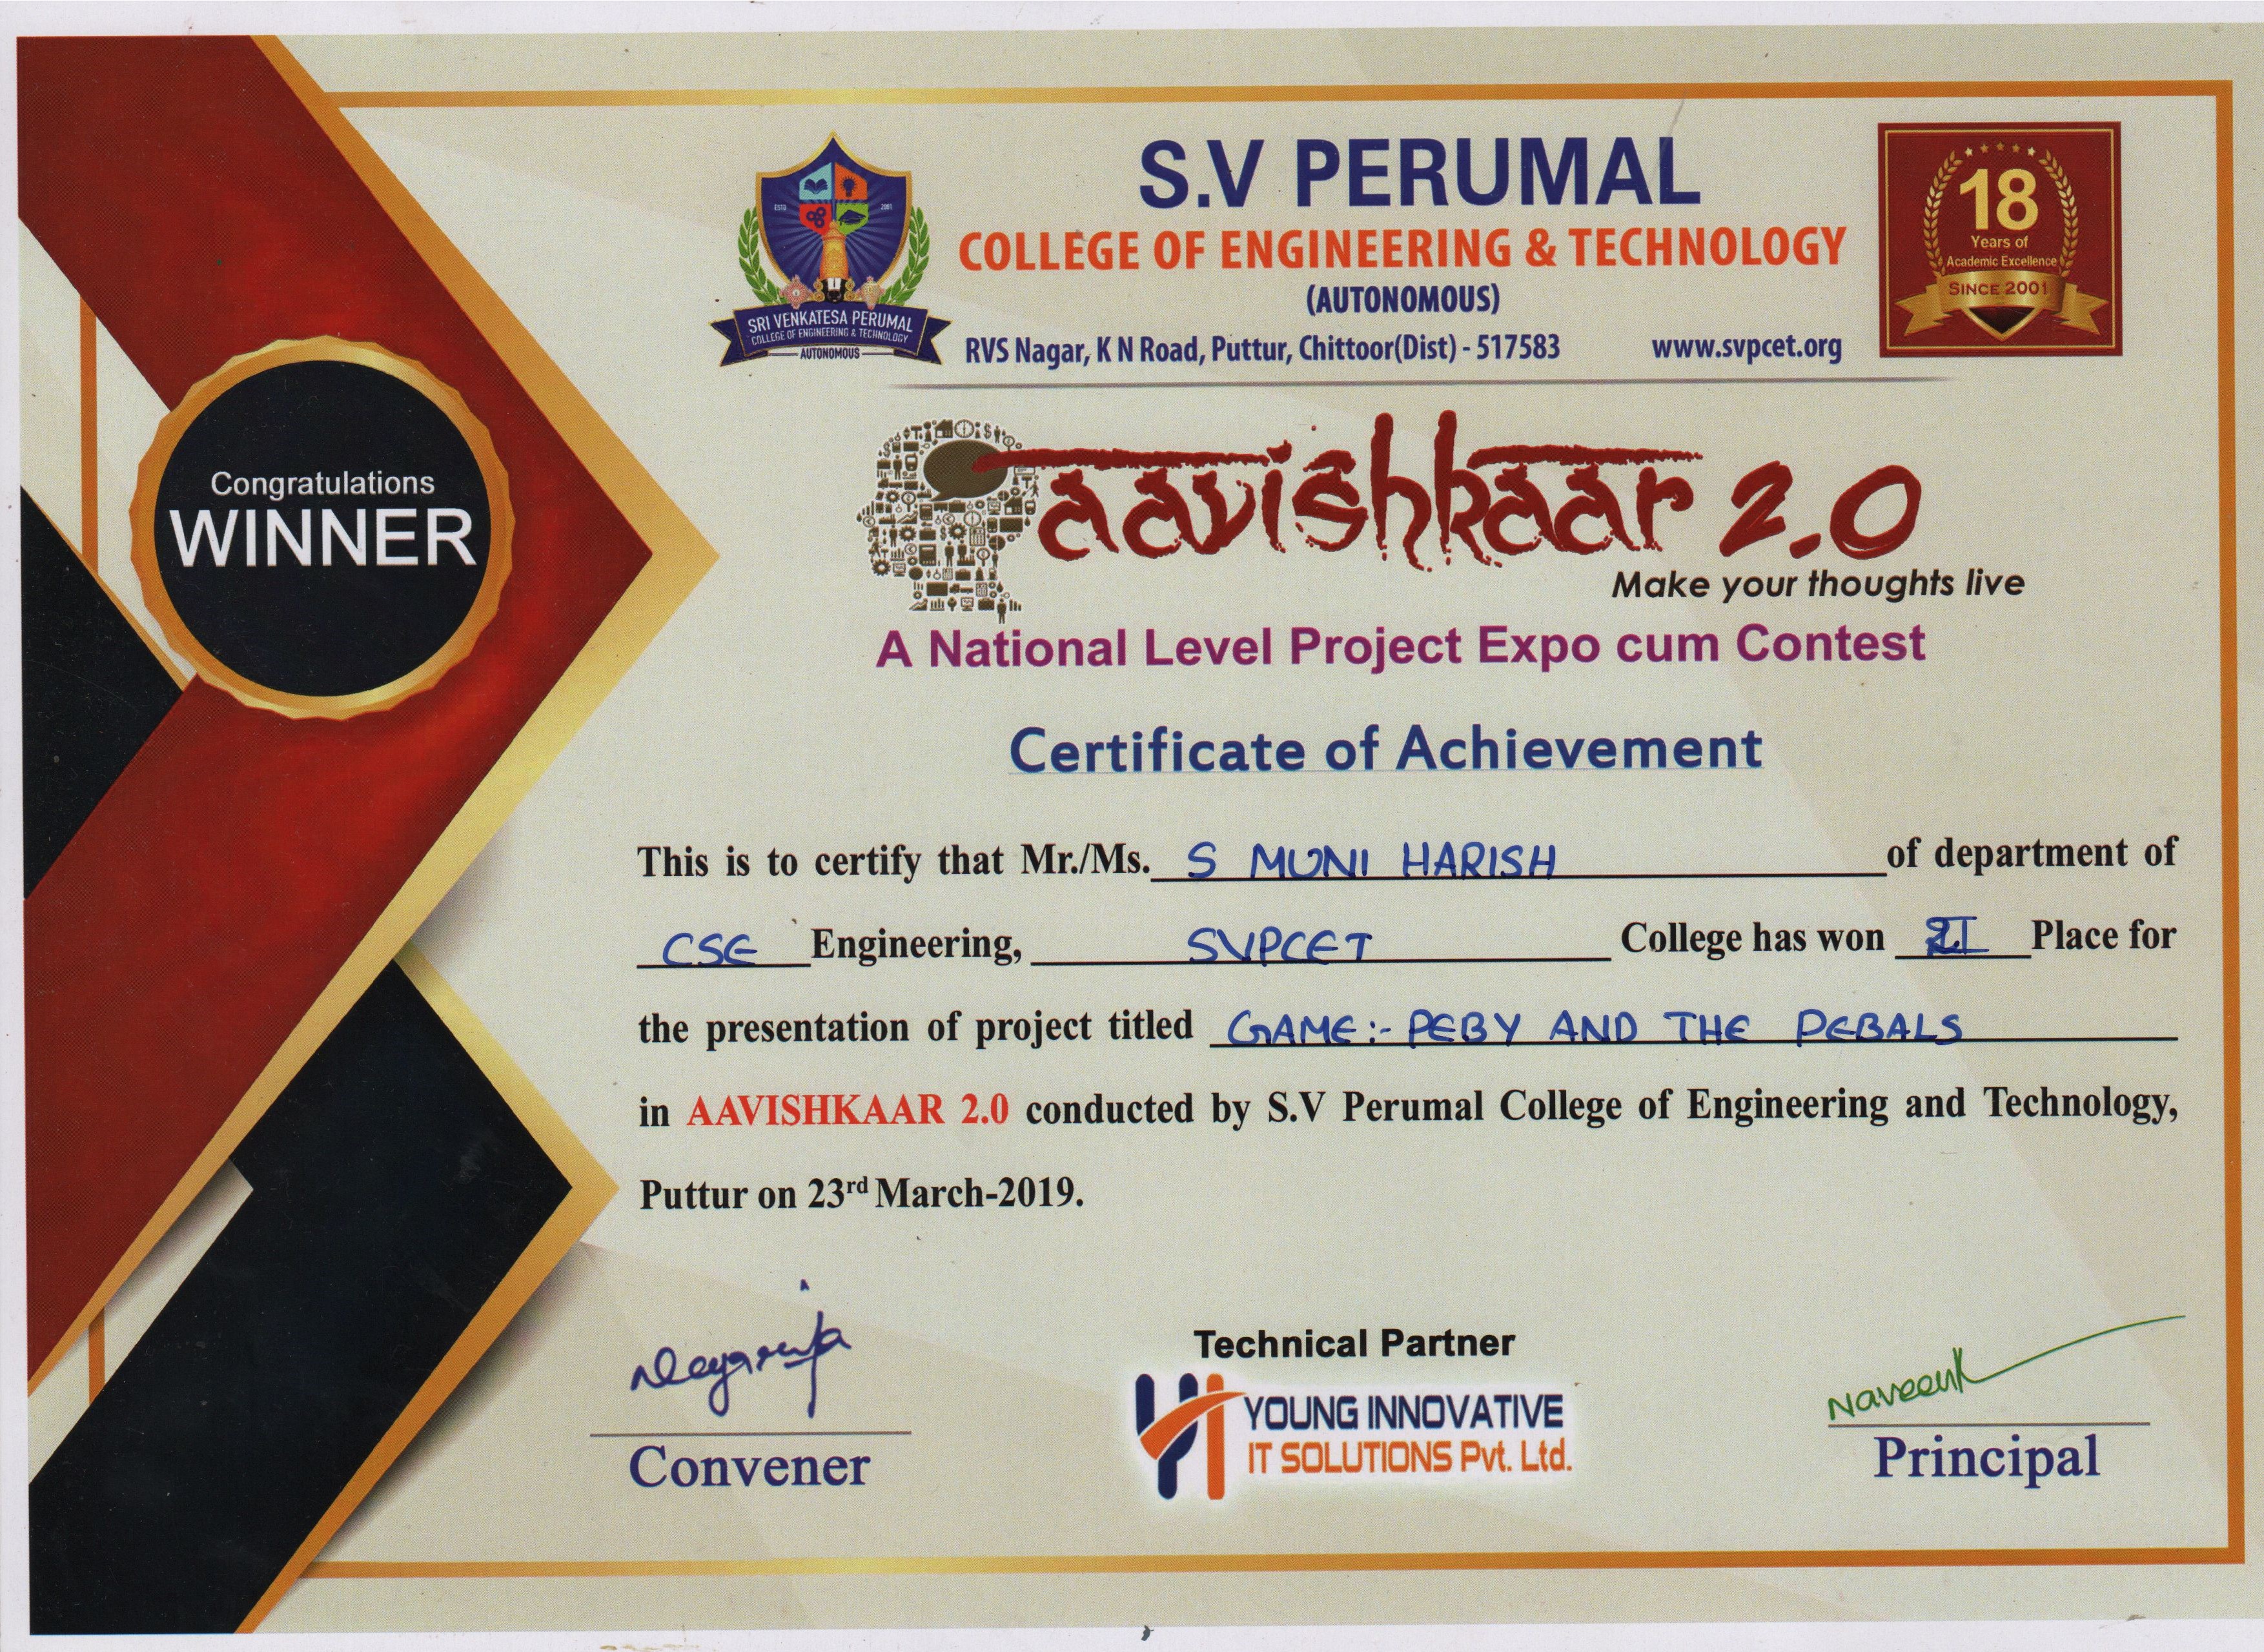 S.V PERUMAL
COLLEGE OF ENGINEERING & TECHNOLOGY
(AUTONOMOUS)
RVS Nagar, K N Road, Puttur, Chittoor(Dist) - 517583 www.svpcet.org
ESTD 2001
SRI VENKATESA PERUMAL
COLLEGE OF ENGINEERING & TECHNOLOGY
AUTONOMOUS
18
Years of
Academic Excellence
SINCE 2001
Congratulations
WINNER
aavishkaar 2.0
Make your thoughts live
A National Level Project Expo cum Contest
Certificate of Achievement
This is to certify that Mr./Ms. S MUNI HARISH of department of
CSE Engineering, SVPCET College has won Place for
the presentation of project titled GAME:- PEBY AND THE PEBALS
in AAVISHKAAR 2.0 conducted by S.V Perumal College of Engineering and Technology,
Puttur on 23rd March-2019.
Convener
Technical Partner
YOUNG INNOVATIVE
IT SOLUTIONS Pvt. Ltd.
Naveenk
Principal